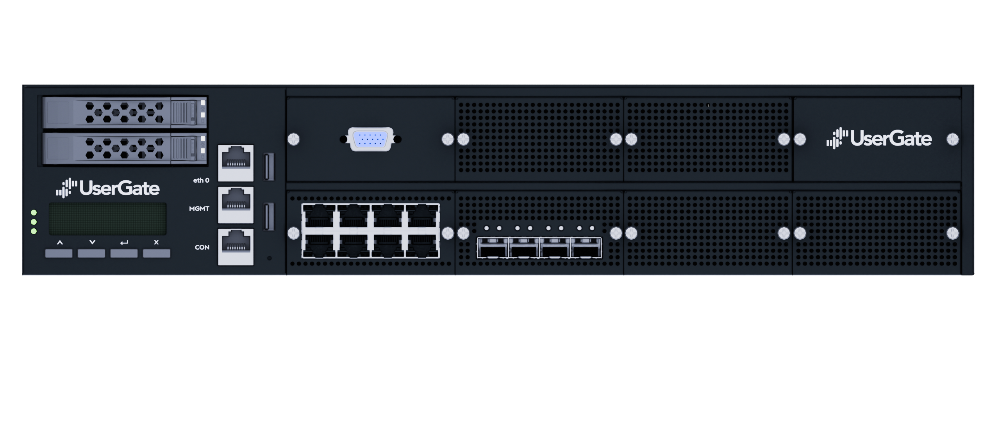 UserGate
eth 0
UserGate
MGMT
CON
X